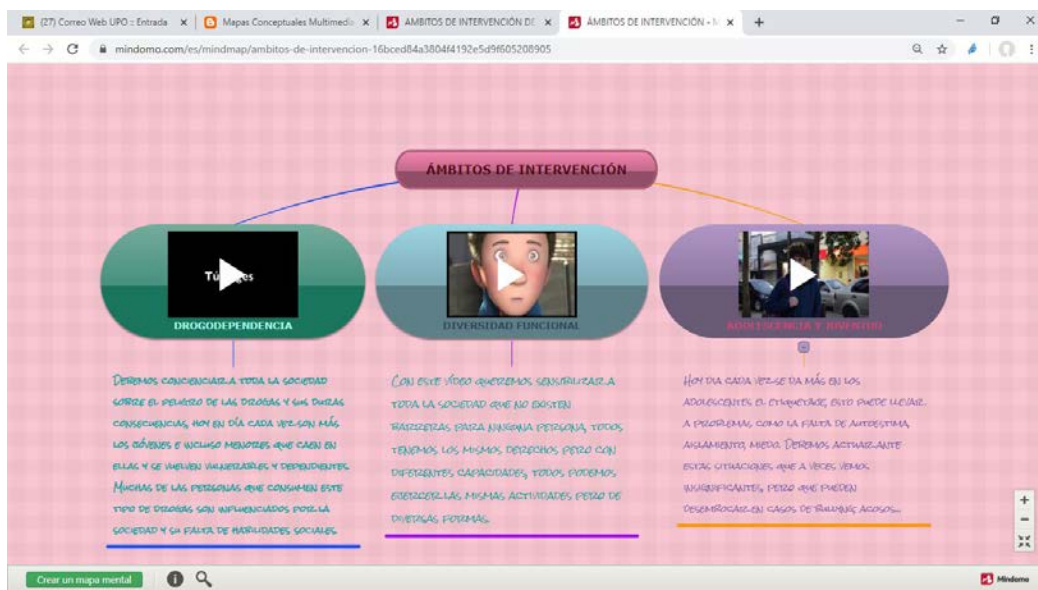 (27) Correo Web UPO :: Entrada
Mapas Conceptuales Multimedia
AMBITOS DE INTERVENCIÓN DE
ÁMBITOS DE INTERVENCIÓN - M
mindomo.com/es/mindmap/ambitos-de-intervencion-16bced84a3804f4192e5d9f605208905
ÁMBITOS DE INTERVENCIÓN
DROGODEPENDENCIA
DIVERSIDAD FUNCIONAL
ADOLESCENCIA Y JUVENTUD
Debemos concienciar a toda la sociedad
sobre el peligro de las drogas y sus duras
consecuencias, hoy en día cada vez son más
los jóvenes e incluso menores que caen en
ellas y se vuelven vulnerables y dependientes.
Muchas de las personas que consumen este
tipo de drogas son influenciados por la
sociedad y su falta de habilidades sociales.
Con este vídeo queremos sensibilizar a
toda la sociedad que no existen
barreras para ninguna persona, todos
tenemos los mismos derechos pero con
diferentes capacidades, todos podemos
ejercer las mismas actividades pero de
diversas formas.
Hoy dia cada vez se da más en los
adolescentes el etiquetaje, esto puede llevar
a problemas como la falta de autoestima,
aislamiento, miedo. Debemos actuar ante
estas situaciones que a veces vemos
insignificantes, pero que pueden
desembocar en casos de bullying, acosos...
Crear un mapa mental
Mindomo